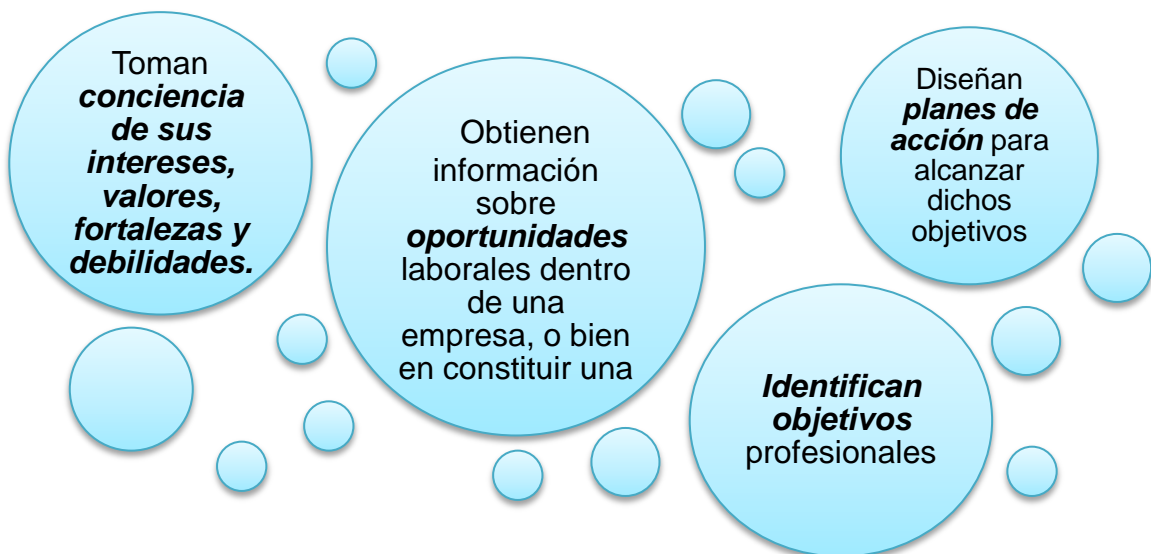 Toman
conciencia
de sus
intereses,
valores,
fortalezas y
debilidades.
Obtienen
información
sobre
oportunidades
laborales dentro
de una
empresa, o bien
en constituir una
Identifican
objetivos
profesionales
Diseñan
planes de
acción para
alcanzar
dichos
objetivos